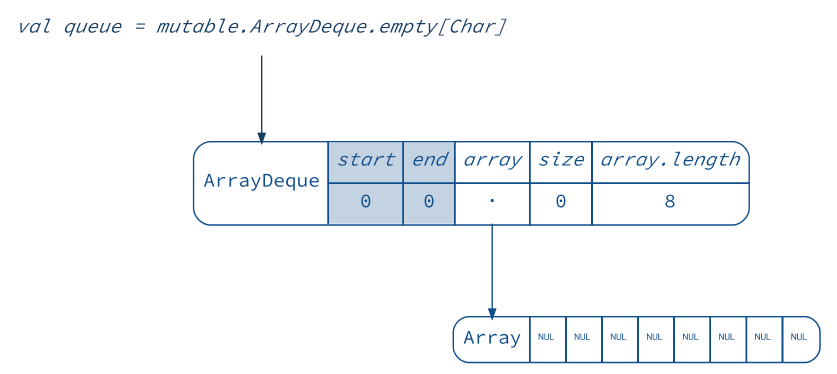 val queue = mutable.ArrayDeque.empty[Char]
ArrayDeque
start end array size array.length
0 0 · 0 8
Array NUL NUL NUL NUL NUL NUL NUL NUL